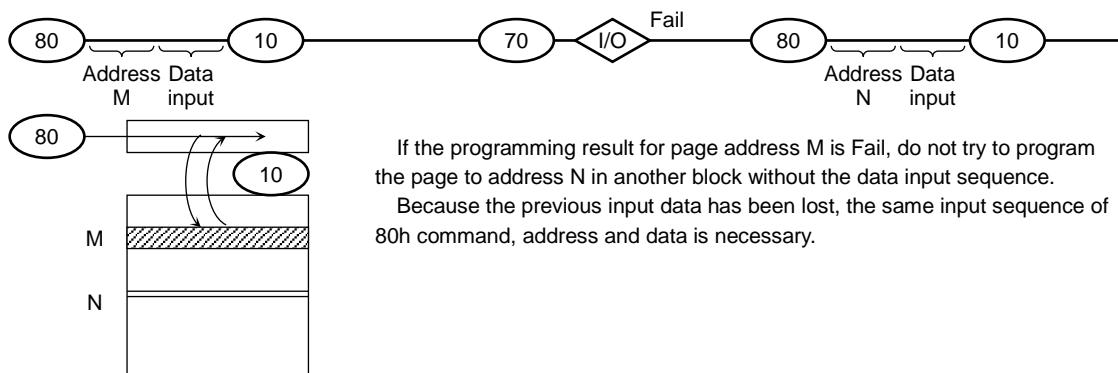 Fail
80 10 70 I/O 80 10
Address Data Address Data
M input N input
80
10
M
N
If the programming result for page address M is Fail, do not try to program
the page to address N in another block without the data input sequence.
Because the previous input data has been lost, the same input sequence of
80h command, address and data is necessary.